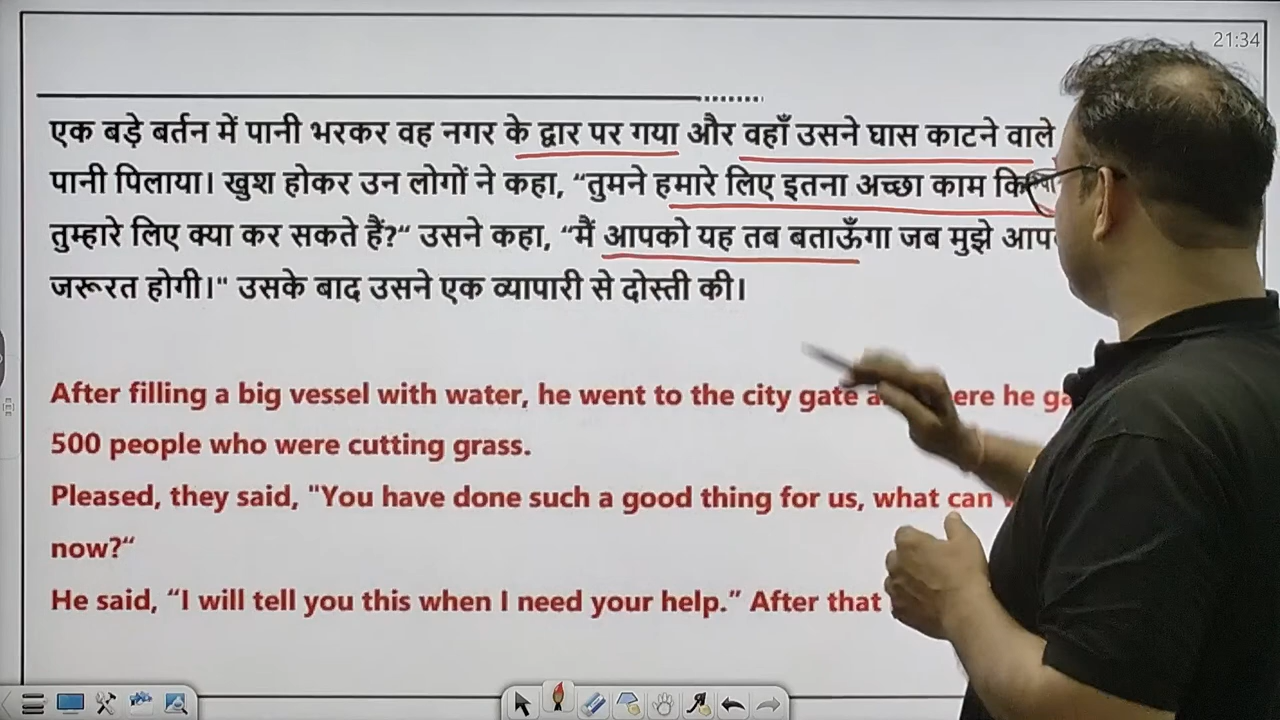 21:34
एक बड़े बर्तन में पानी भरकर वह नगर के द्वार पर गया और वहाँ उसने घास काटने वाले
पानी पिलाया। खुश होकर उन लोगों ने कहा, “तुमने हमारे लिए इतना अच्छा काम
तुम्हारे लिए क्या कर सकते हैं?“ उसने कहा, “मैं आपको यह तब बताऊँगा जब मुझे
जरूरत होगी।" उसके बाद उसने एक व्यापारी से दोस्ती की।
After filling a big vessel with water, he went to the city gate he
500 people who were cutting grass.
Pleased, they said, "You have done such a good thing for us, what can
now?“
He said, “I will tell you this when I need your help.” After that